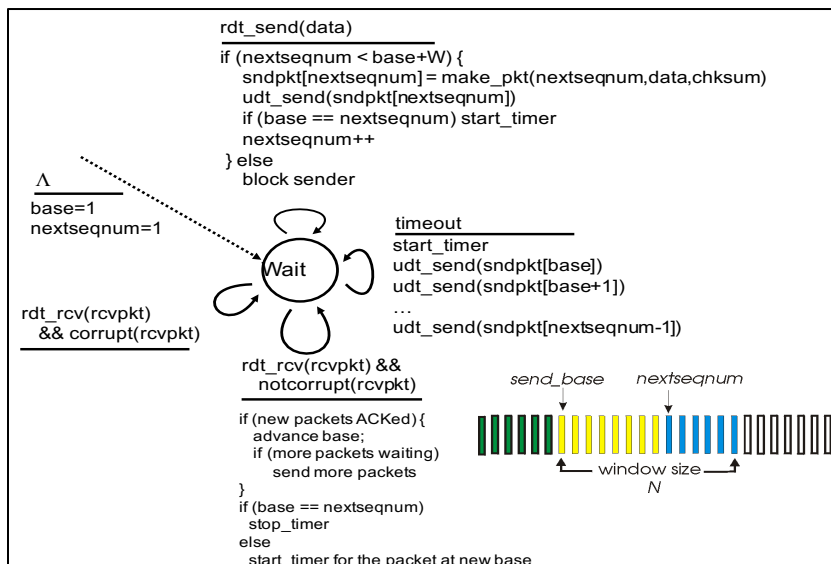 rdt_send(data)
if (nextseqnum < base+W) {
sndpkt[nextseqnum] = make_pkt(nextseqnum,data,chksum)
udt_send(sndpkt[nextseqnum])
if (base == nextseqnum) start_timer
nextseqnum++
} else
block sender
Λ
base=1
nextseqnum=1
Wait
timeout
start_timer
udt_send(sndpkt[base])
udt_send(sndpkt[base+1])
…
udt_send(sndpkt[nextseqnum-1])
rdt_rcv(rcvpkt)
&& corrupt(rcvpkt)
rdt_rcv(rcvpkt) &&
notcorrupt(rcvpkt)
if (new packets ACKed) {
advance base;
if (more packets waiting)
send more packets
}
if (base == nextseqnum)
stop_timer
else
start_timer for the packet at new base
send_base
nextseqnum
window size
N